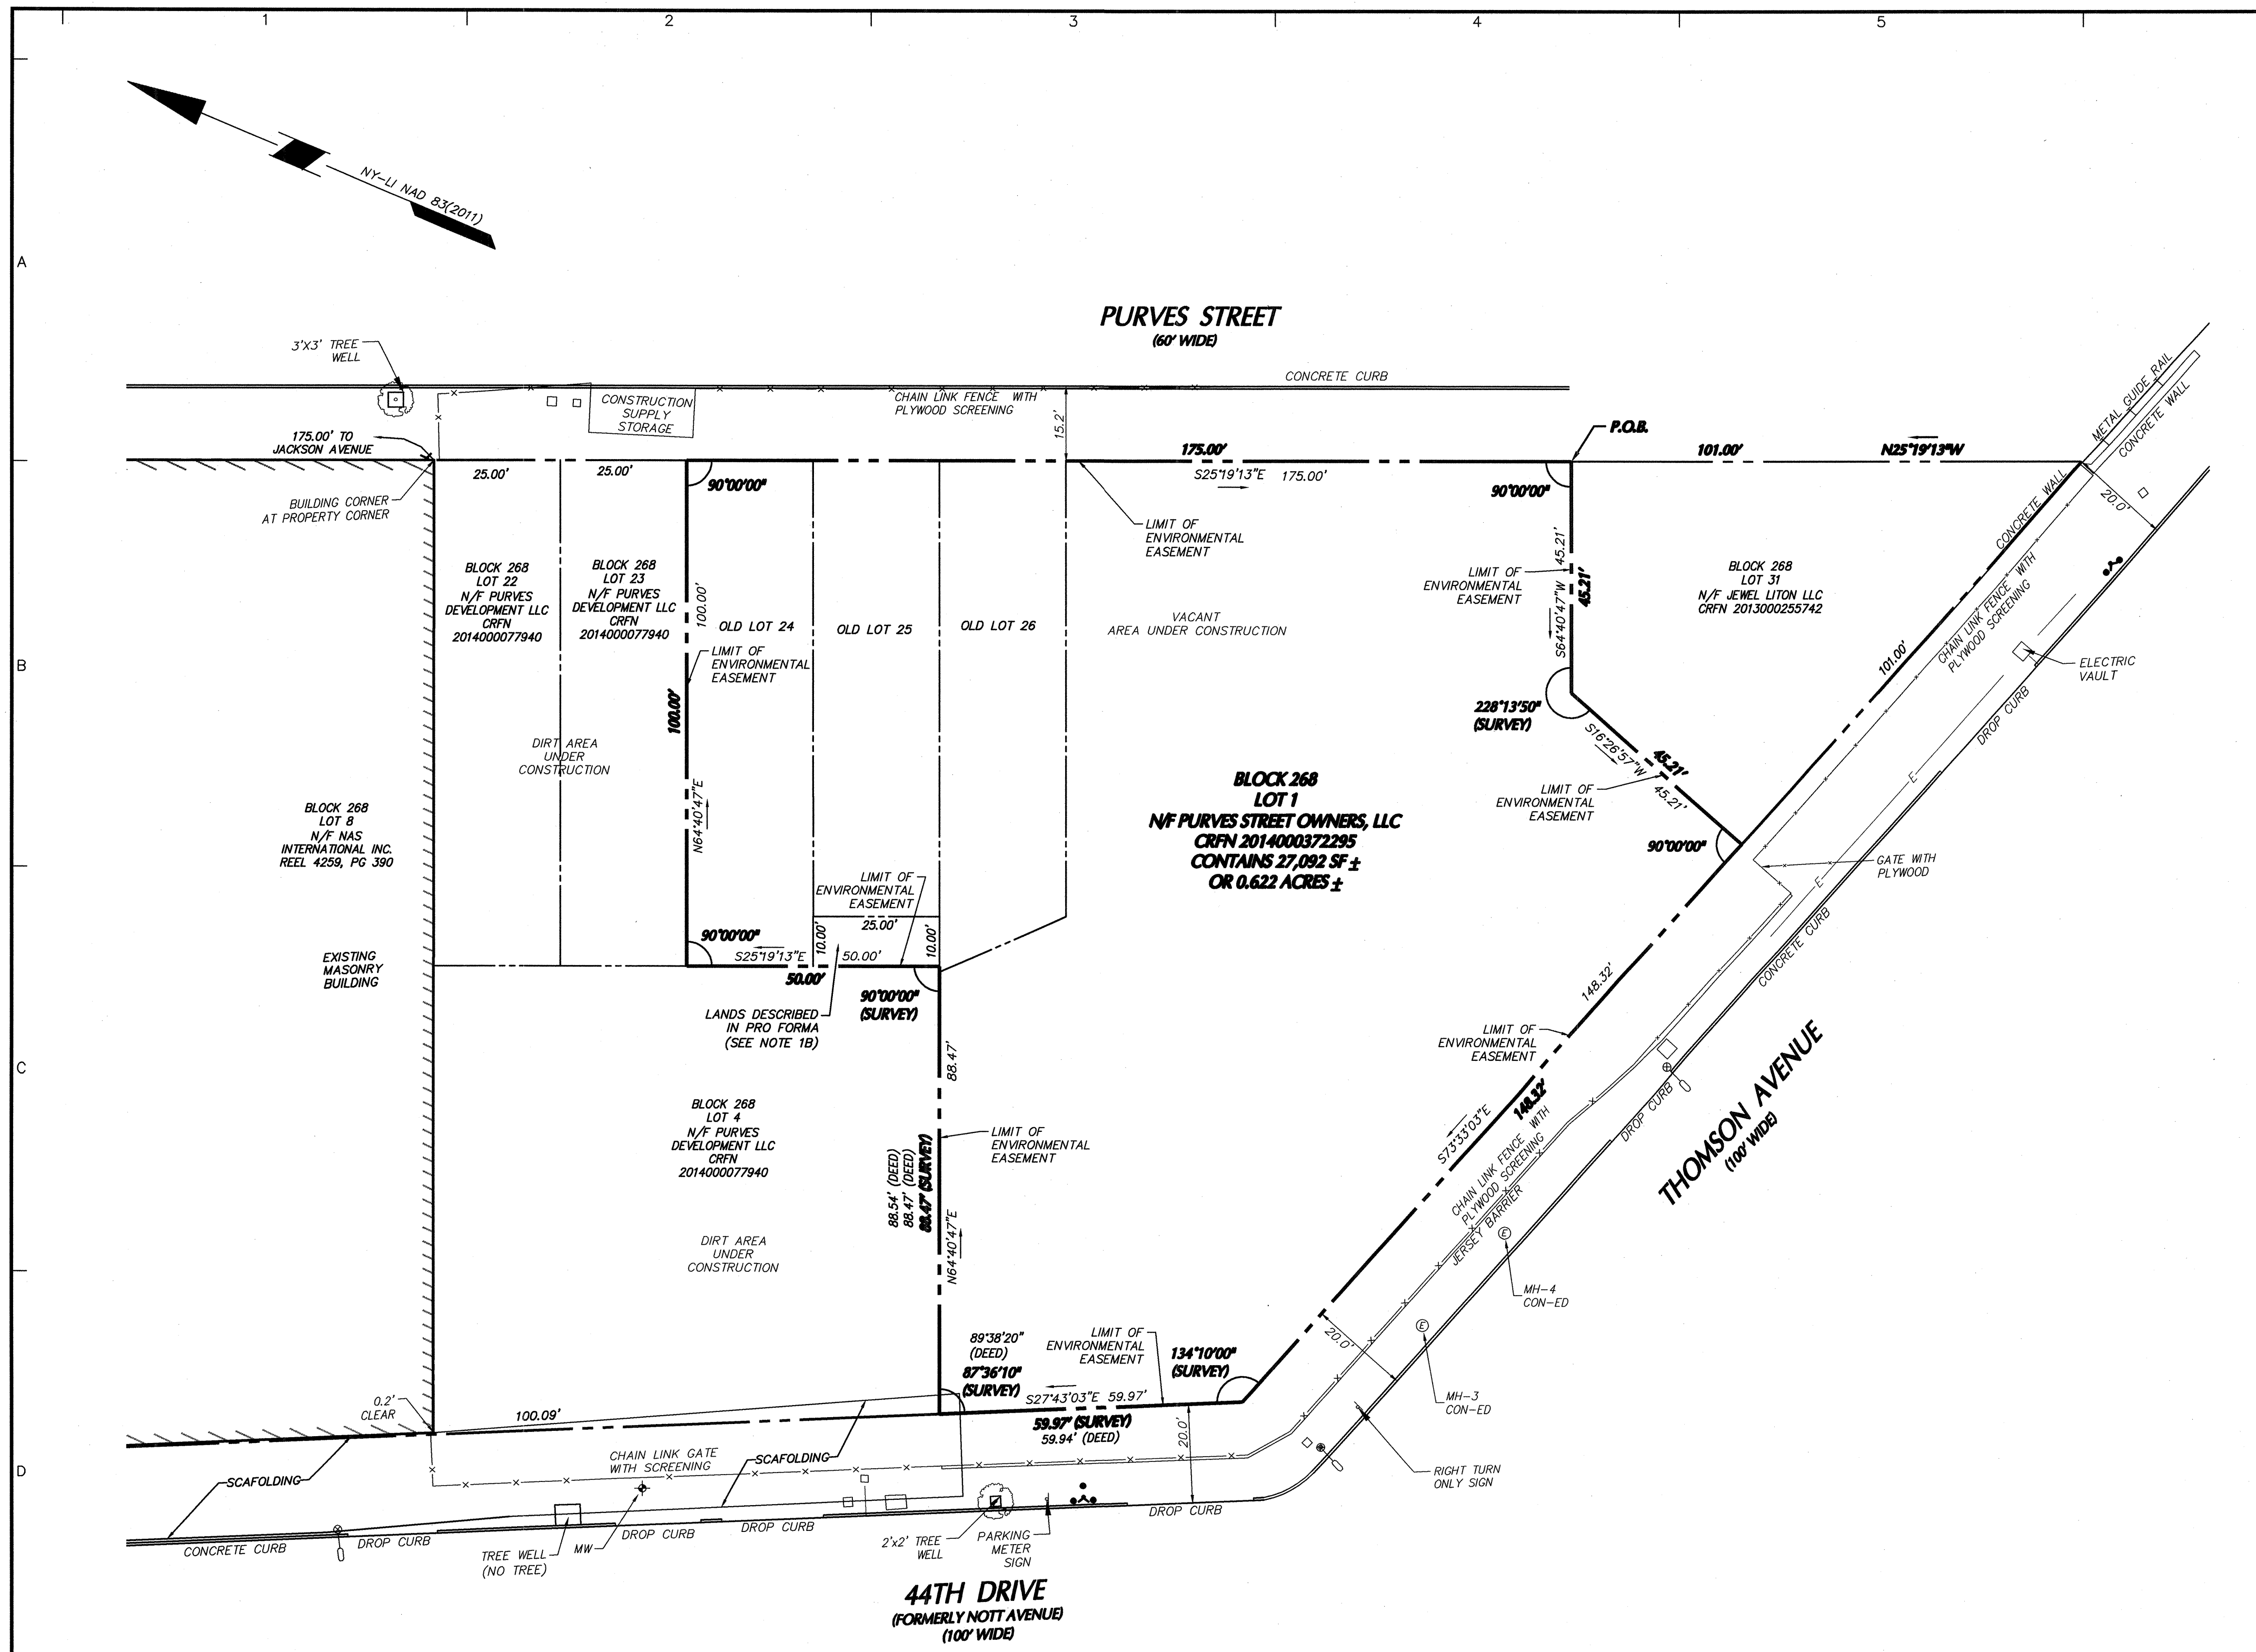 1
2
3
4
5
A
B
C
D
NY-LI NAD 83(2011)
PURVES STREET
(60' WIDE)
3'X3' TREE
WELL
CONCRETE CURB
CONSTRUCTION
SUPPLY
STORAGE
CHAIN LINK FENCE WITH
PLYWOOD SCREENING
15.2'
175.00' TO
JACKSON AVENUE
BUILDING CORNER
AT PROPERTY CORNER
25.00'
25.00'
90°00'00"
175.00'
S25°19'13"E 175.00'
P.O.B.
101.00'
N25°19'13"W
METAL GUIDE RAIL
CONCRETE WALL
CONCRETE WALL
20.0'
90°00'00"
LIMIT OF
ENVIRONMENTAL
EASEMENT
BLOCK 268
LOT 22
N/F PURVES
DEVELOPMENT LLC
CRFN
2014000077940
BLOCK 268
LOT 23
N/F PURVES
DEVELOPMENT LLC
CRFN
2014000077940
100.00'
OLD LOT 24
OLD LOT 25
OLD LOT 26
VACANT
AREA UNDER CONSTRUCTION
LIMIT OF
ENVIRONMENTAL
EASEMENT
S64°40'47"W 45.21'
45.21'
BLOCK 268
LOT 31
N/F JEWEL LITON LLC
CRFN 2013000255742
CHAIN LINK FENCE WITH
PLYWOOD SCREENING
101.00'
ELECTRIC
VAULT
DROP CURB
E
LIMIT OF
ENVIRONMENTAL
EASEMENT
100.00'
N64°40'47"E
DIRT AREA
UNDER
CONSTRUCTION
228°13'50"
(SURVEY)
S16°26'57"W
45.21'
45.21'
LIMIT OF
ENVIRONMENTAL
EASEMENT
90°00'00"
GATE WITH
PLYWOOD
E
CONCRETE CURB
BLOCK 268
LOT 8
N/F NAS
INTERNATIONAL INC.
REEL 4259, PG 390
BLOCK 268
LOT 1
N/F PURVES STREET OWNERS, LLC
CRFN 2014000372295
CONTAINS 27,092 SF ±
OR 0.622 ACRES ±
LIMIT OF
ENVIRONMENTAL
EASEMENT
25.00'
10.00'
10.00'
90°00'00"
S25°19'13"E
50.00'
50.00'
90°00'00"
(SURVEY)
EXISTING
MASONRY
BUILDING
LANDS DESCRIBED
IN PRO FORMA
(SEE NOTE 1B)
148.32'
LIMIT OF
ENVIRONMENTAL
EASEMENT
THOMSON AVENUE
(100' WIDE)
88.47'
BLOCK 268
LOT 4
N/F PURVES
DEVELOPMENT LLC
CRFN
2014000077940
LIMIT OF
ENVIRONMENTAL
EASEMENT
88.54' (DEED)
88.47' (DEED)
88.47' (SURVEY)
N64°40'47"E
S73°33'03"E
148.32'
CHAIN LINK FENCE WITH
PLYWOOD SCREENING
JERSEY BARRIER
DROP CURB
DIRT AREA
UNDER
CONSTRUCTION
E
MH-4
CON-ED
E
MH-3
CON-ED
20.0'
89°38'20"
(DEED)
87°36'10"
(SURVEY)
LIMIT OF
ENVIRONMENTAL
EASEMENT
134°10'00"
(SURVEY)
S27°43'03"E 59.97'
59.97' (SURVEY)
59.94' (DEED)
20.0'
0.2'
CLEAR
100.09'
CHAIN LINK GATE
WITH SCREENING
SCAFOLDING
SCAFOLDING
RIGHT TURN
ONLY SIGN
CONCRETE CURB
DROP CURB
TREE WELL
(NO TREE)
MW
DROP CURB
DROP CURB
2'x2' TREE
WELL
PARKING
METER
SIGN
DROP CURB
44TH DRIVE
(FORMERLY NOTT AVENUE)
(100' WIDE)